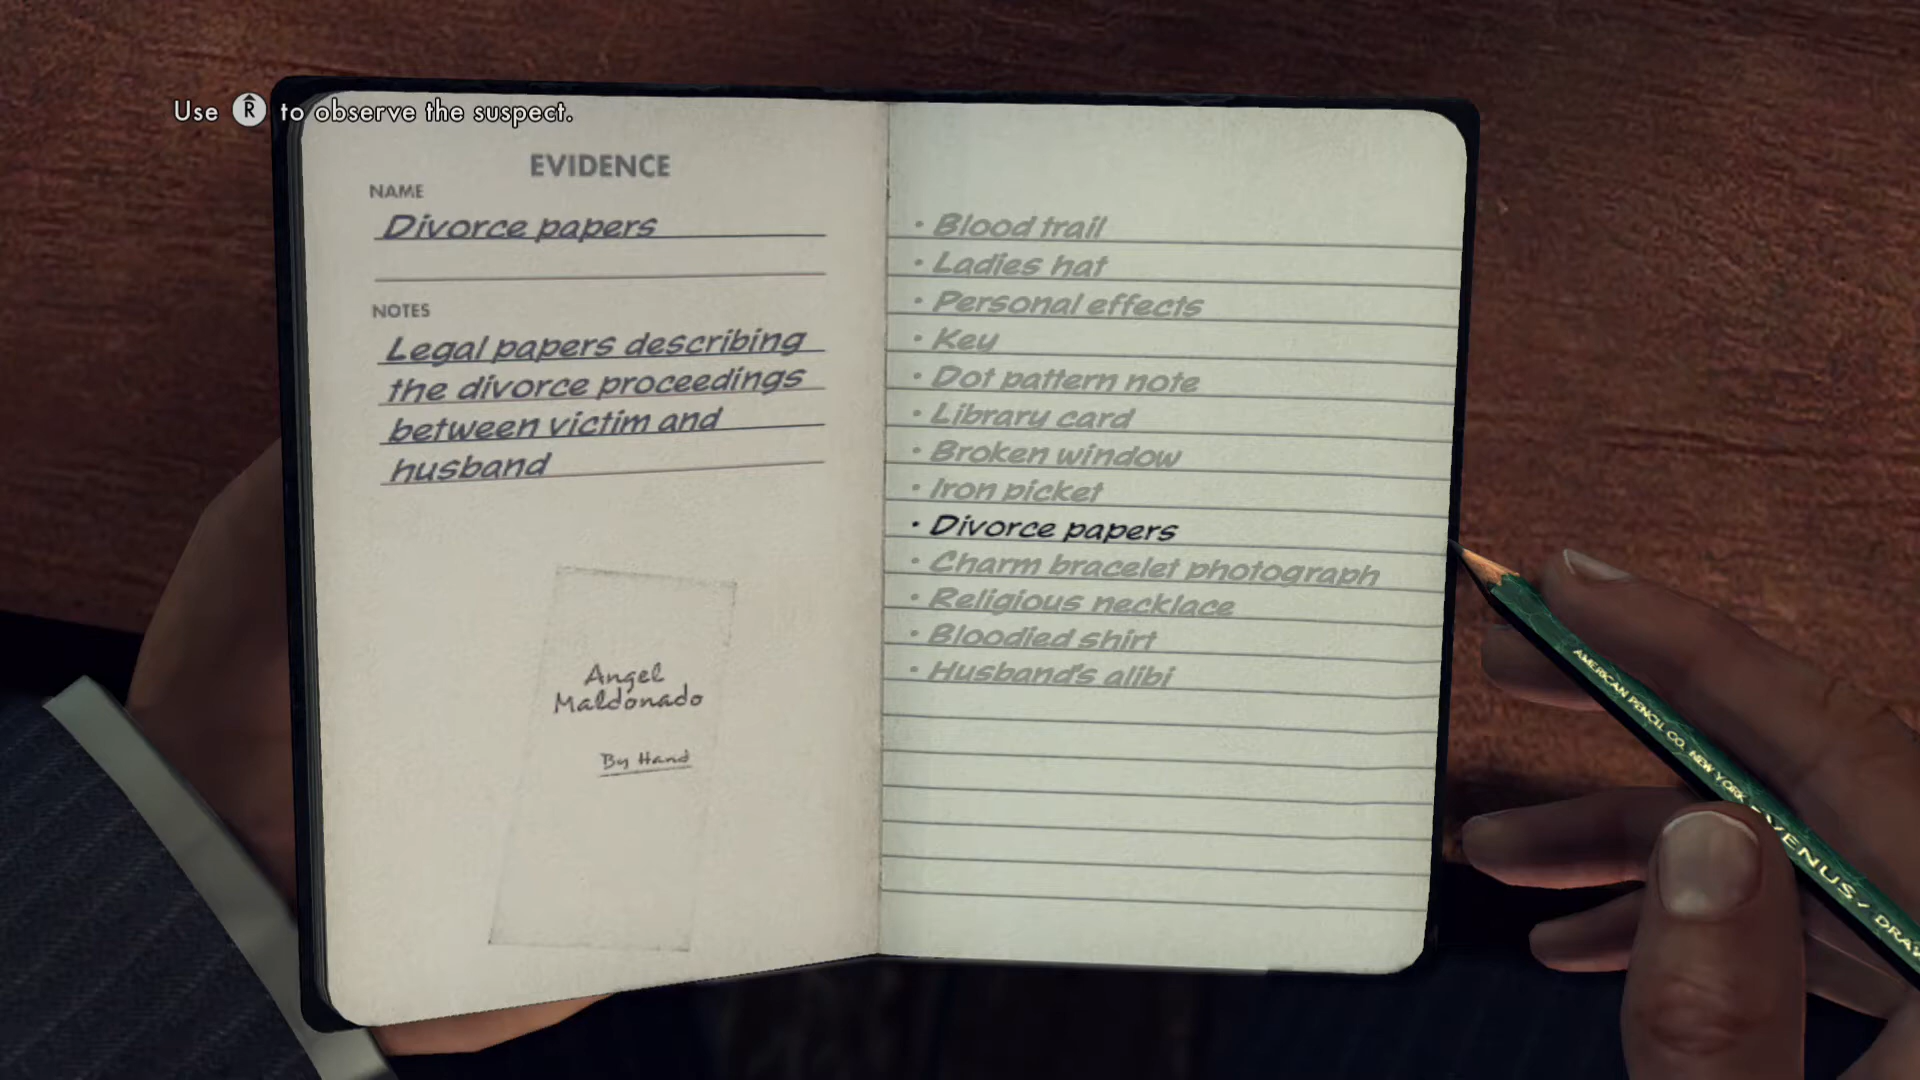 Use R to observe the suspect.
EVIDENCE
NAME
Divorce papers
NOTES
Legal papers describing
the divorce proceedings
between victim and
husband
Angel
Maldonado
By Hand
• Blood trail
• Ladies hat
• Personal effects
• Key
• Dot pattern note
• Library card
• Broken window
• Iron picket
• Divorce papers
• Charm bracelet photograph
• Religious necklace
• Bloodied shirt
• Husband's alibi
AMERICAN PENCIL CO. NEW YORK VENUS / DRA